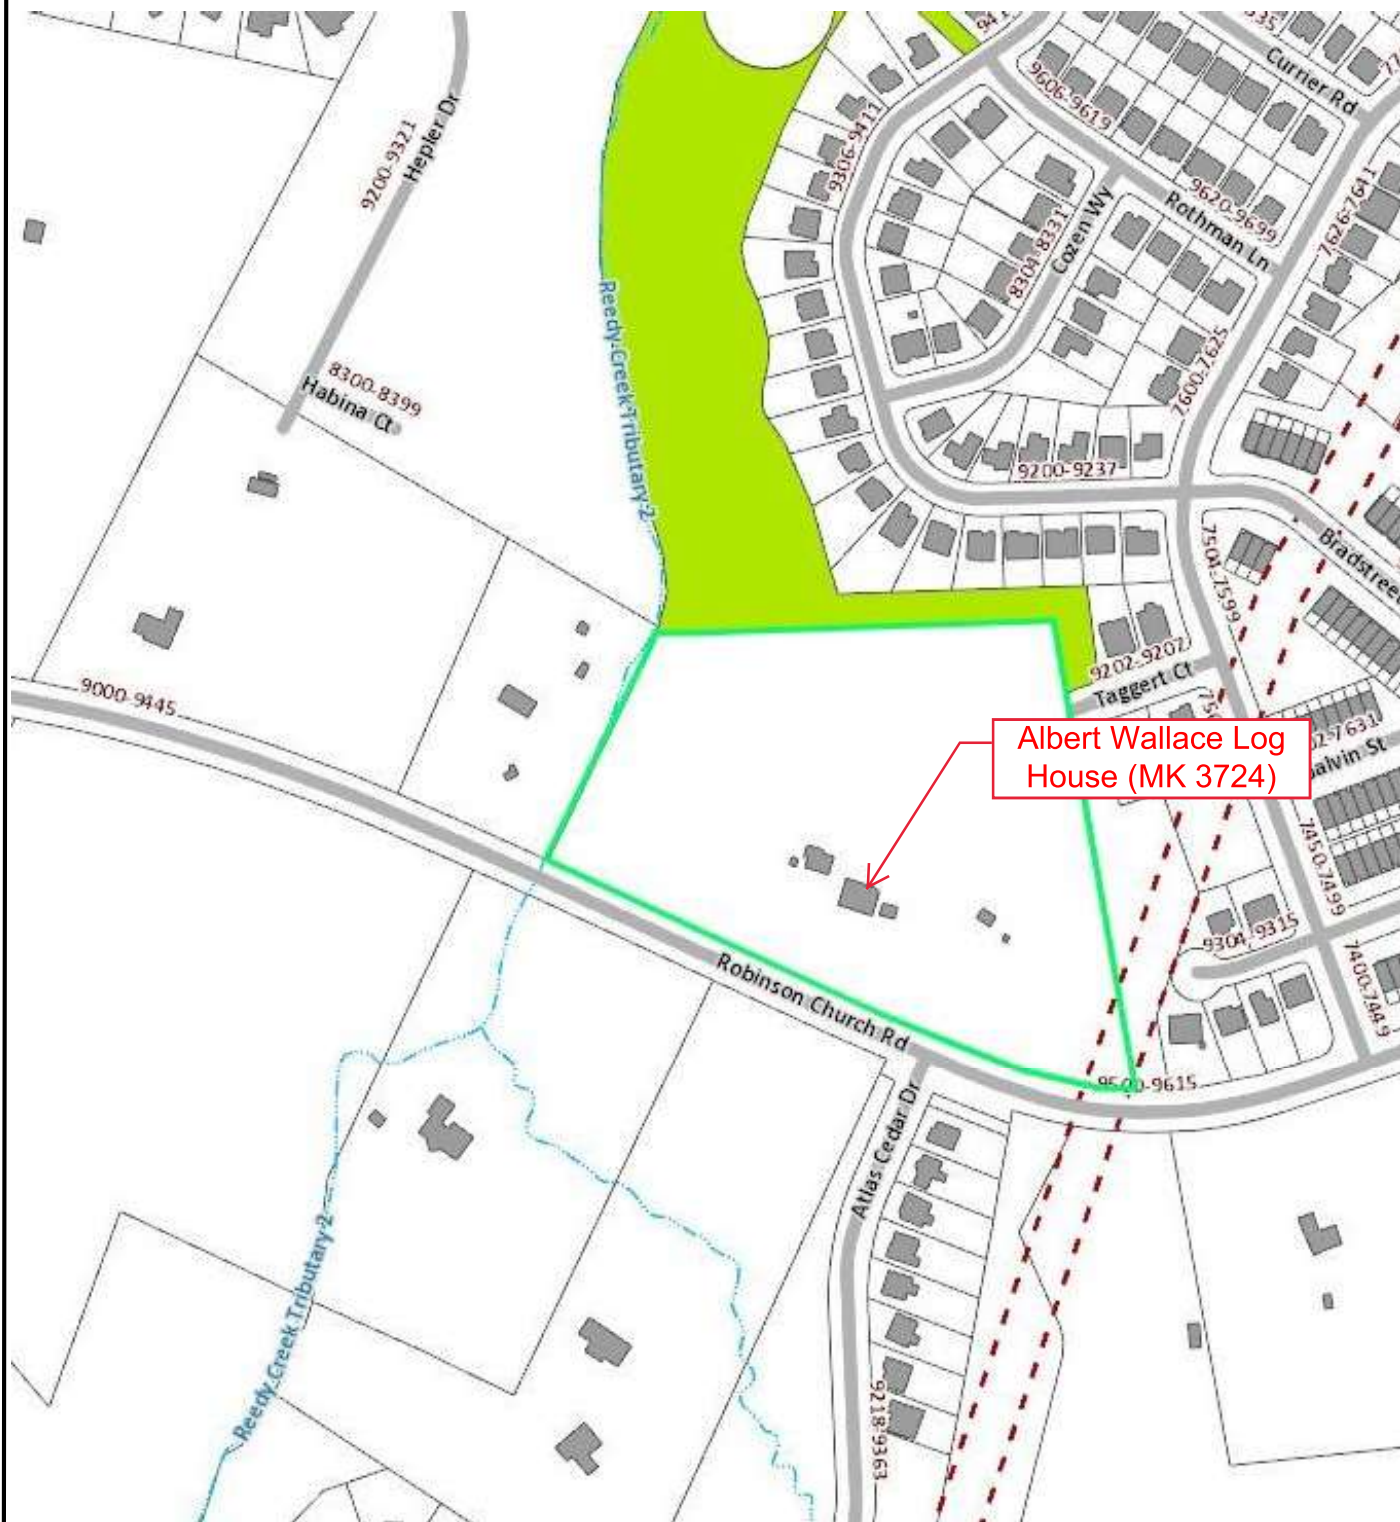 Currier Rd
9606-9619
9200-9321
Hepler Dr
9306-9411
9620-9699
Rothman Ln
7626-7641
Cozen Wy
8304-8331
Reedy Creek Tributary 2
7600-7625
8300-8399
Habina Ct
9200-9237
7501-7599
Bradstreet
9202-9207
Taggert Ct
9000-9445
Albert Wallace Log
House (MK 3724)
7450-7499
9304-9315
7400-7449
Robinson Church Rd
9500-9615
Atlas Cedar Dr
Reedy Creek Tributary 2
9218-9363